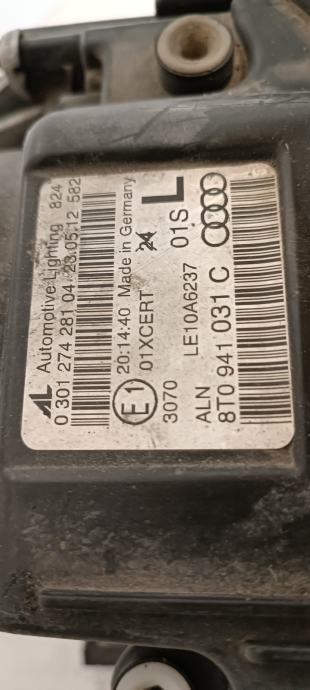 AL Automotive Lighting 824
0 301 274 281 04 23.05.12 582
20:14:40 Made in Germany
E1 01XCERT 24
L
3070 LE10A6237 01S
ALN
8T0 941 031 C